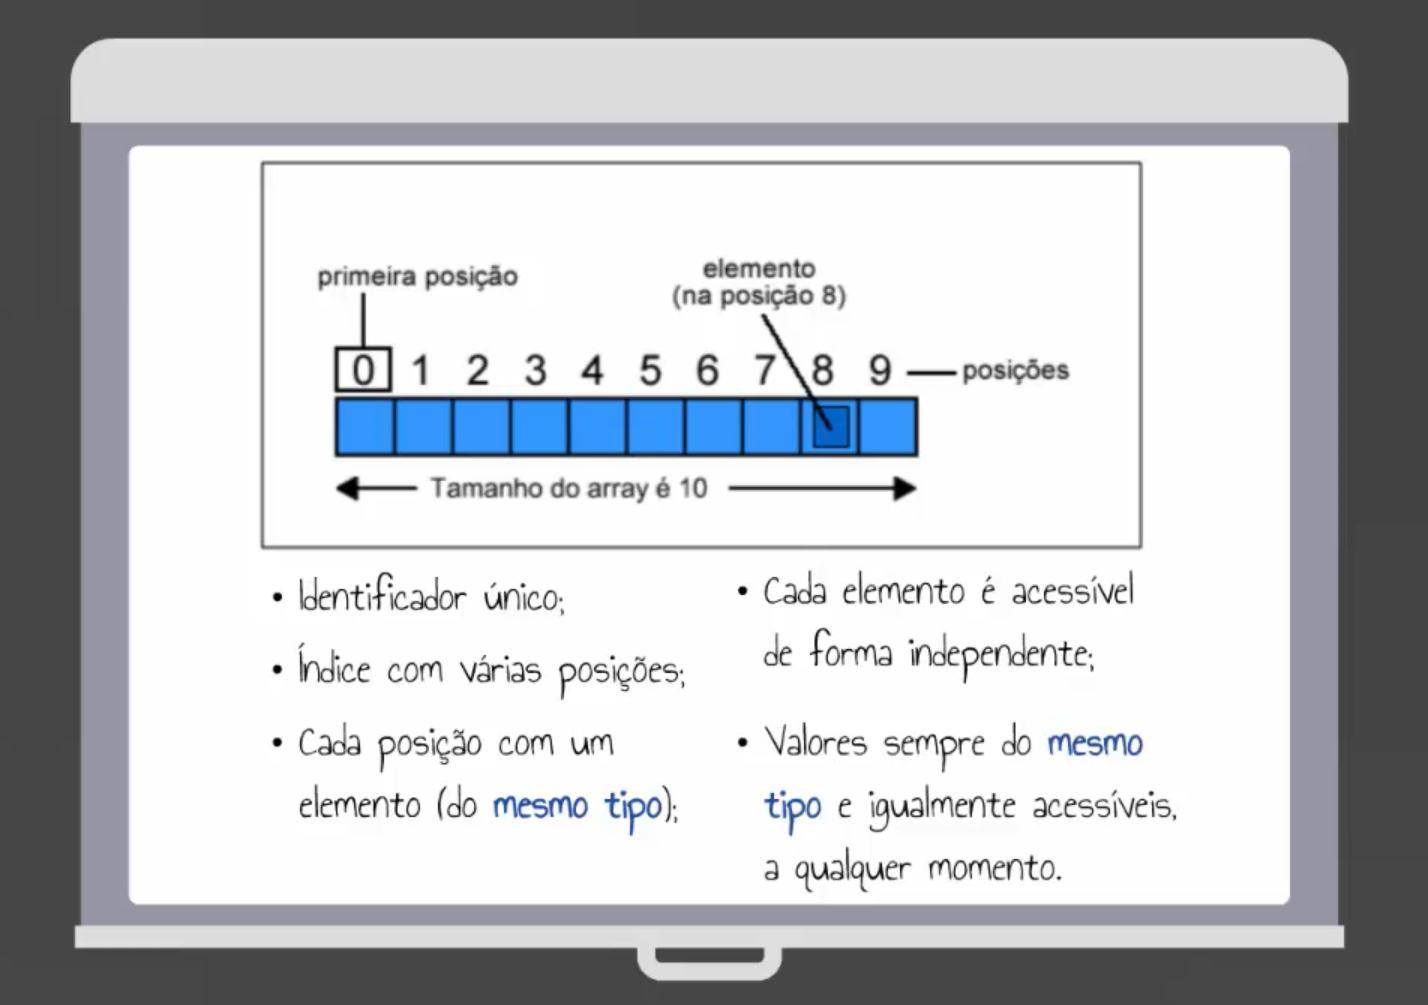 primeira posição
elemento
(na posição 8)
0 1 2 3 4 5 6 7 8 9 posições
Tamanho do array é 10
• Identificador único;
• Índice com várias posições;
• Cada posição com um
elemento (do mesmo tipo);
• Cada elemento é acessível
de forma independente;
• Valores sempre do mesmo
tipo e igualmente acessíveis,
a qualquer momento.